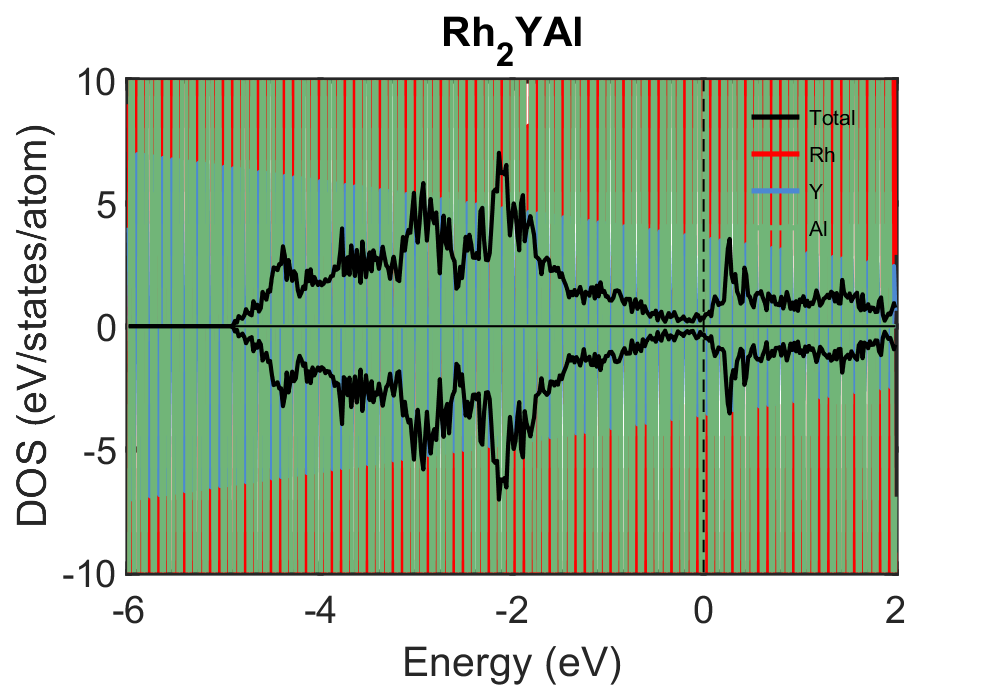 Rh2YAl
10
5
0
-5
-10
DOS (eV/states/atom)
Total
Rh
Y
Al
-6
-4
-2
0
2
Energy (eV)